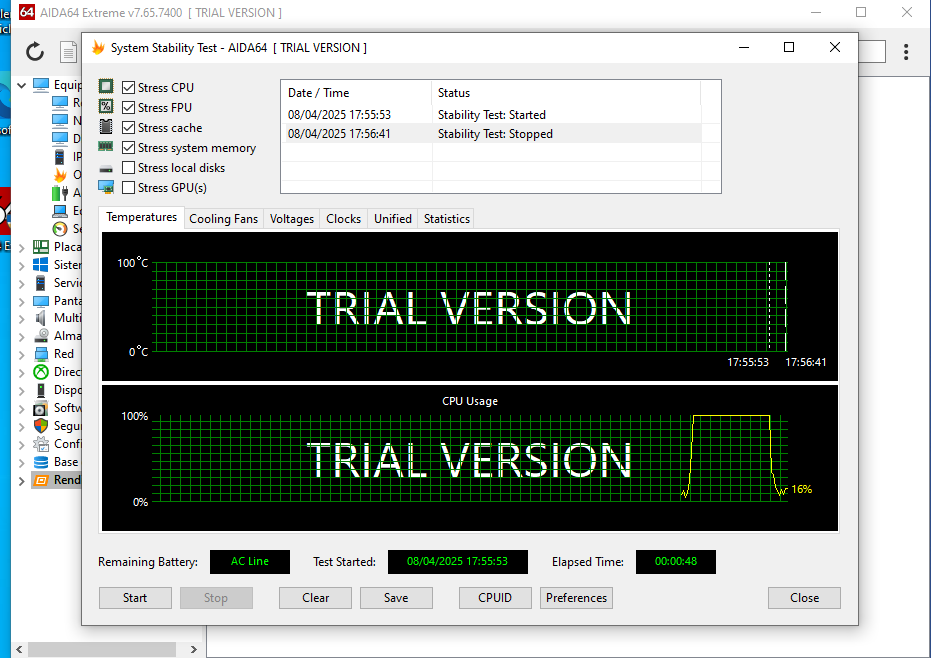 64 AIDA64 Extreme v7.65.7400 [ TRIAL VERSION ]
System Stability Test - AIDA64 [ TRIAL VERSION ]
Equip
Placa
Sister
Servic
Panta
Multi
Alma
Red
Direc
Dispo
Softw
Segu
Confi
Base
Rend
Stress CPU
Stress FPU
Stress cache
Stress system memory
Stress local disks
Stress GPU(s)
Date / Time Status
08/04/2025 17:55:53 Stability Test: Started
08/04/2025 17:56:41 Stability Test: Stopped
Temperatures Cooling Fans Voltages Clocks Unified Statistics
100°C
TRIAL VERSION
0°C
17:55:53 17:56:41
CPU Usage
100%
TRIAL VERSION
16%
0%
Remaining Battery: AC Line Test Started: 08/04/2025 17:55:53 Elapsed Time: 00:00:48
Start Stop Clear Save CPUID Preferences Close